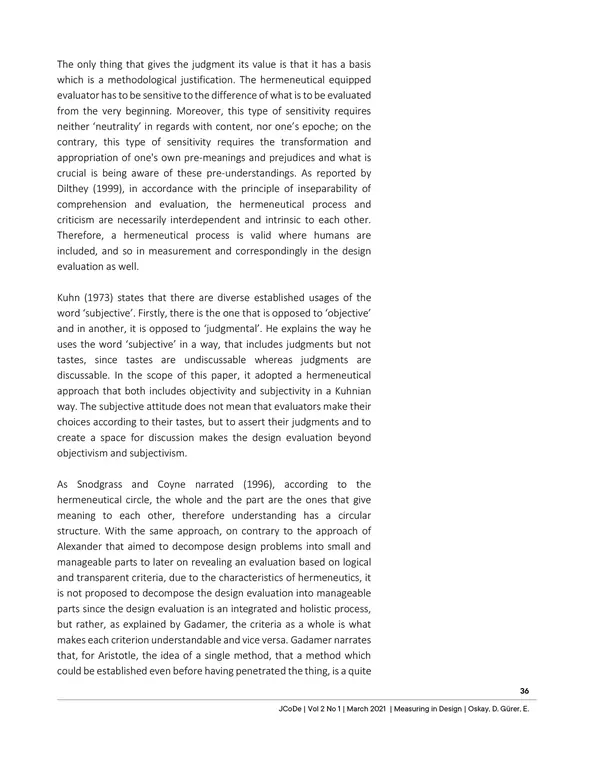 The only thing that gives the judgment its value is that it has a basis
which is a methodological justification. The hermeneutical equipped
evaluator has to be sensitive to the difference of what is to be evaluated
from the very beginning. Moreover, this type of sensitivity requires
neither ‘neutrality’ in regards with content, nor one’s epoche; on the
contrary, this type of sensitivity requires the transformation and
appropriation of one's own pre-meanings and prejudices and what is
crucial is being aware of these pre-understandings. As reported by
Dilthey (1999), in accordance with the principle of inseparability of
comprehension and evaluation, the hermeneutical process and
criticism are necessarily interdependent and intrinsic to each other.
Therefore, a hermeneutical process is valid where humans are
included, and so in measurement and correspondingly in the design
evaluation as well.
Kuhn (1973) states that there are diverse established usages of the
word ‘subjective’. Firstly, there is the one that is opposed to ‘objective’
and in another, it is opposed to ‘judgmental’. He explains the way he
uses the word ‘subjective’ in a way, that includes judgments but not
tastes, since tastes are undiscussable whereas judgments are
discussable. In the scope of this paper, it adopted a hermeneutical
approach that both includes objectivity and subjectivity in a Kuhnian
way. The subjective attitude does not mean that evaluators make their
choices according to their tastes, but to assert their judgments and to
create a space for discussion makes the design evaluation beyond
objectivism and subjectivism.
As Snodgrass and Coyne narrated (1996), according to the
hermeneutical circle, the whole and the part are the ones that give
meaning to each other, therefore understanding has a circular
structure. With the same approach, on contrary to the approach of
Alexander that aimed to decompose design problems into small and
manageable parts to later on revealing an evaluation based on logical
and transparent criteria, due to the characteristics of hermeneutics, it
is not proposed to decompose the design evaluation into manageable
parts since the design evaluation is an integrated and holistic process,
but rather, as explained by Gadamer, the criteria as a whole is what
makes each criterion understandable and vice versa. Gadamer narrates
that, for Aristotle, the idea of a single method, that a method which
could be established even before having penetrated the thing, is a quite
36
JCoDe | Vol 2 No 1 | March 2021 | Measuring in Design | Oskay, D. Gürer, E.